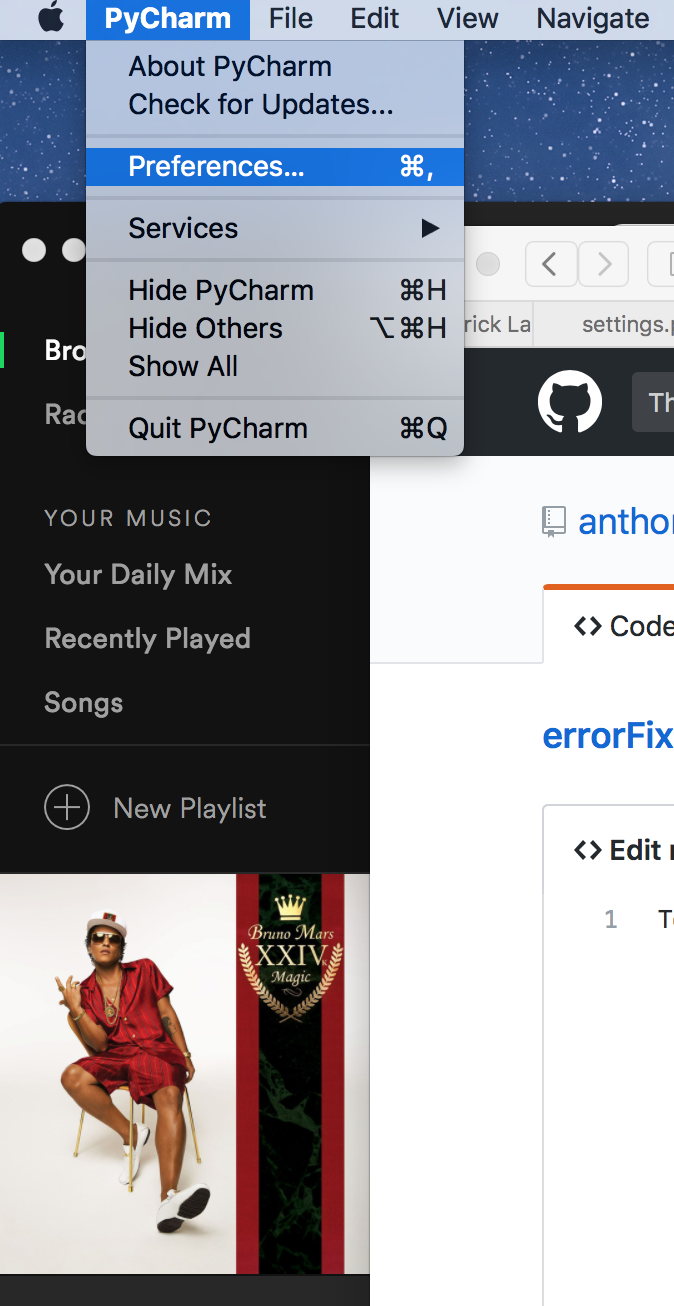 PyCharm File Edit View Navigate
About PyCharm
Check for Updates...
Preferences... ⌘,
Services ▶
Hide PyCharm ⌘H
Hide Others ⌥⌘H
Show All
Quit PyCharm ⌘Q
Bro
Rad
YOUR MUSIC
Your Daily Mix
Recently Played
Songs
New Playlist
Bruno Mars
XXIVK
Magic
rick La
settings.p
Th
antho
<> Code
errorFix
<> Edit
1 T